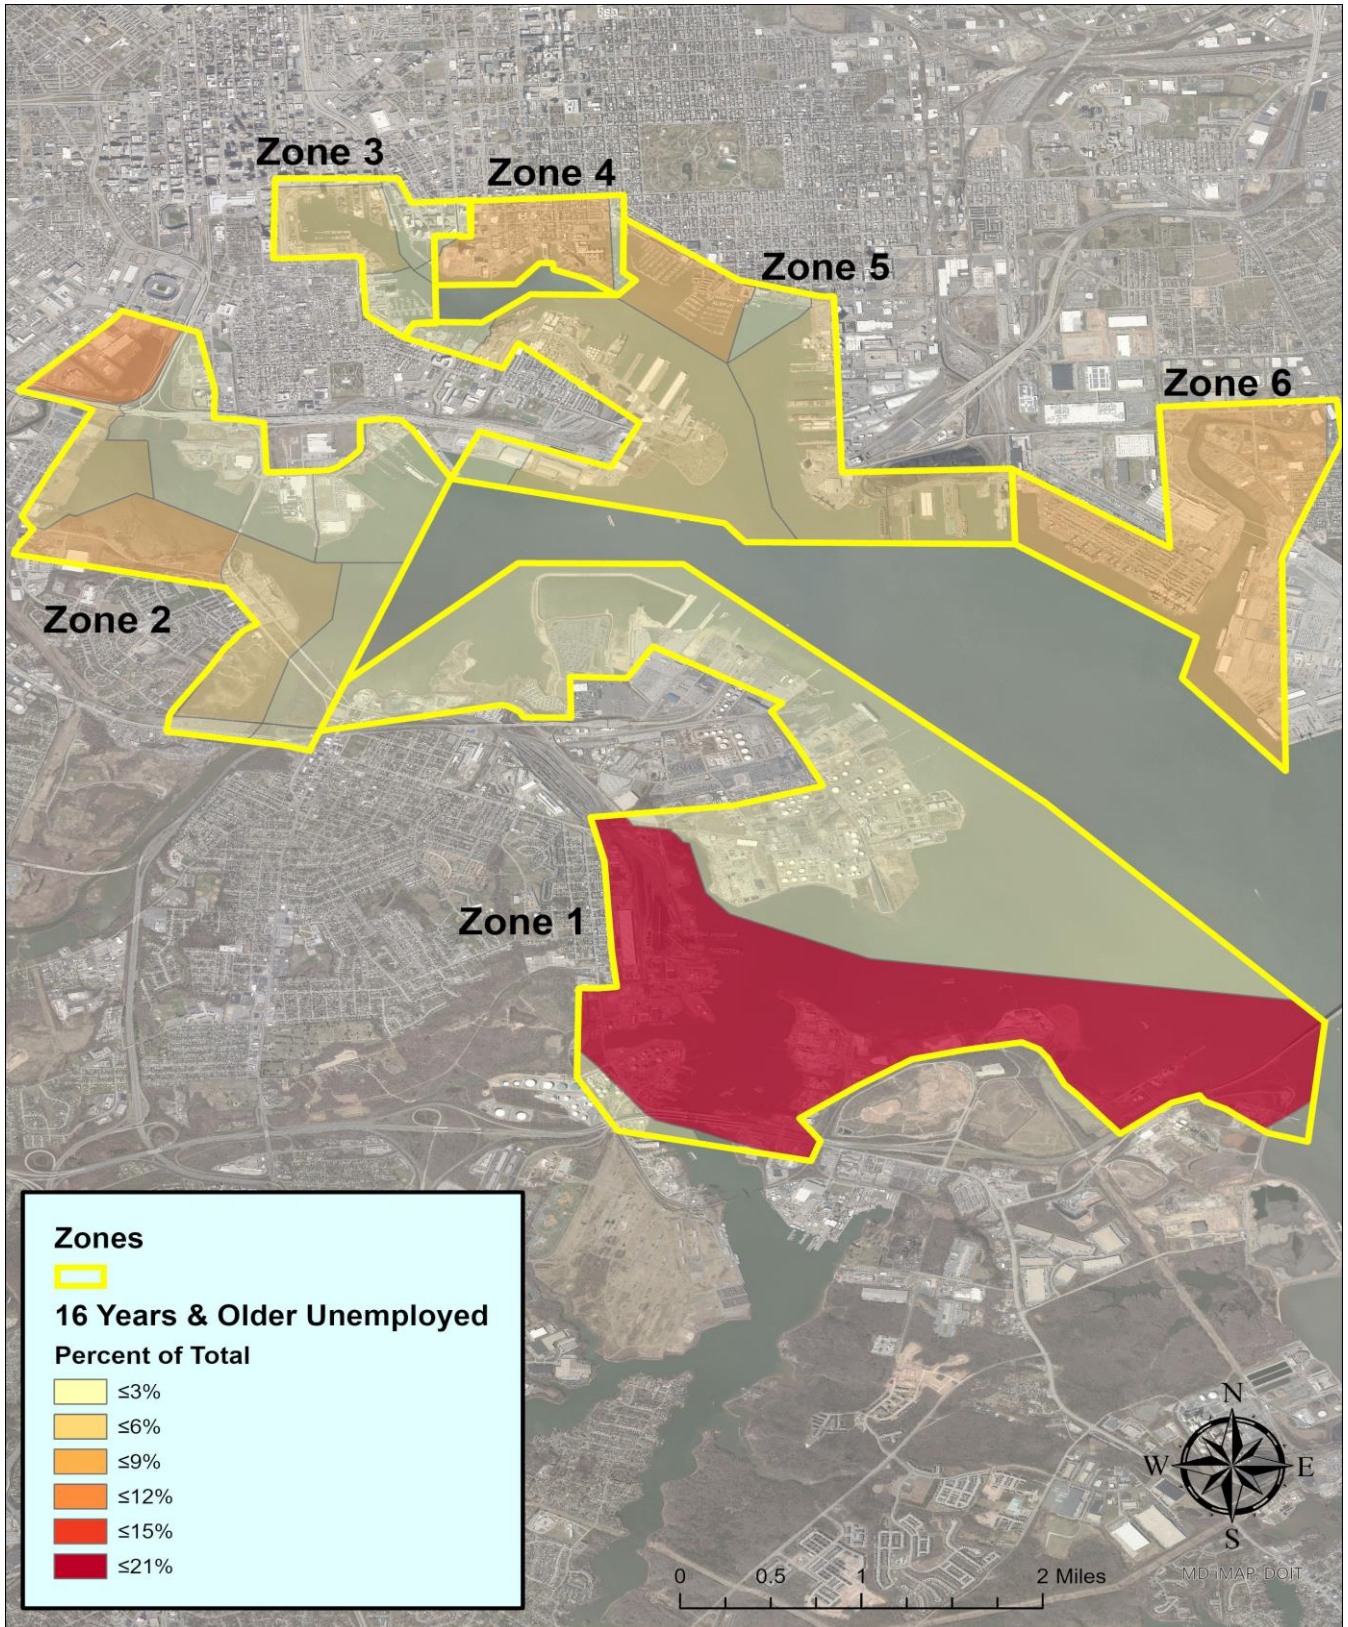 Zone 3
Zone 4
Zone 5
Zone 6
Zone 2
Zone 1
Zones
16 Years & Older Unemployed
Percent of Total
≤3%
≤6%
≤9%
≤12%
≤15%
≤21%
N
W E
S
0 0.5 1 2 Miles
MD iMAP, DOIT